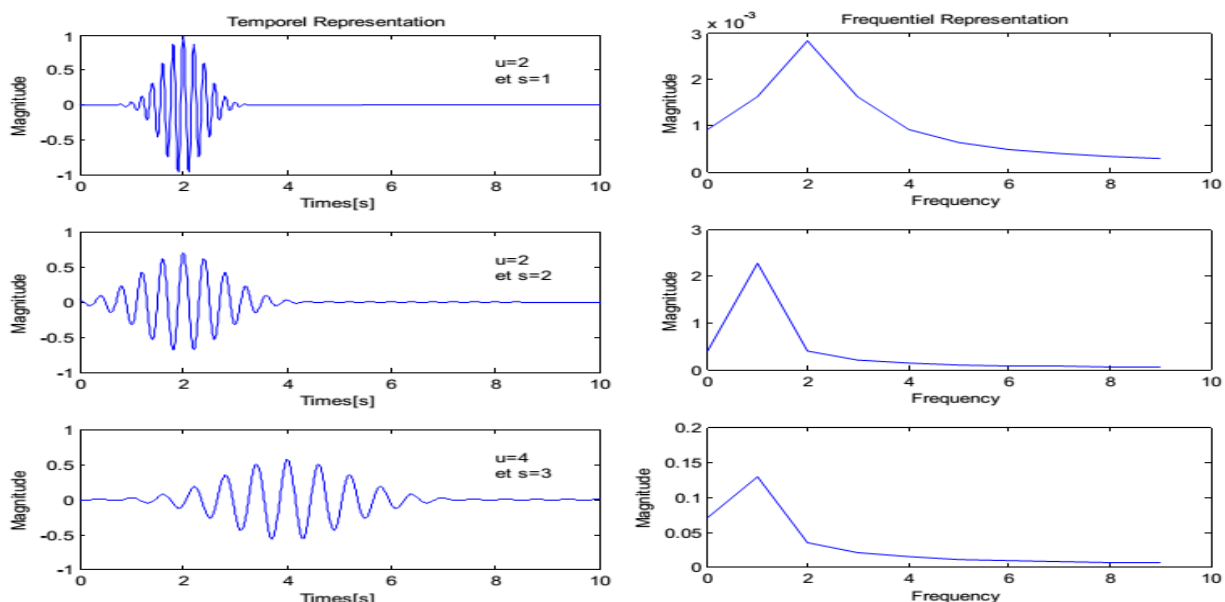 Temporel Representation
Magnitude
1
0.5
0
-0.5
-1
u=2
et s=1
0 2 4 6 8 10
Times[s]
Frequentiel Representation
x 10-3
Magnitude
3
2
1
0
0 2 4 6 8 10
Frequency
Magnitude
1
0.5
0
-0.5
-1
u=2
et s=2
0 2 4 6 8 10
Times[s]
Magnitude
3
2
1
0
0 2 4 6 8 10
Frequency
Magnitude
1
0.5
0
-0.5
-1
u=4
et s=3
0 2 4 6 8 10
Times[s]
Magnitude
0.2
0.15
0.1
0.05
0
0 2 4 6 8 10
Frequency